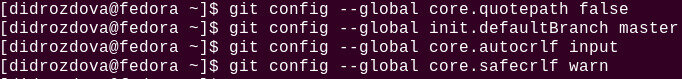 [didrozdova@fedora ~]$ git config --global core.quotepath false
[didrozdova@fedora ~]$ git config --global init.defaultBranch master
[didrozdova@fedora ~]$ git config --global core.autocrlf input
[didrozdova@fedora ~]$ git config --global core.safecrlf warn